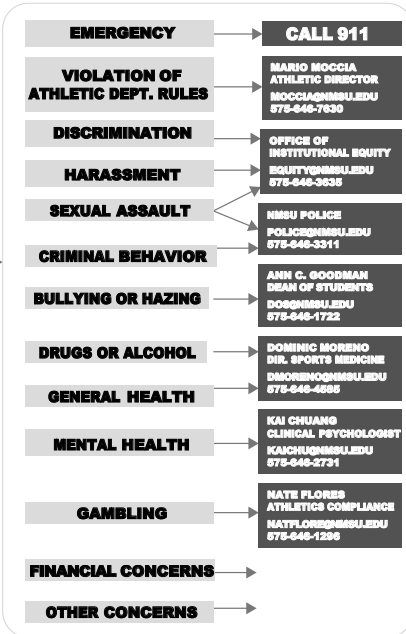 EMERGENCY
CALL 911
VIOLATION OF
ATHLETIC DEPT. RULES
MARIO MOCCIA
ATHLETIC DIRECTOR
MOCCIA@NMSU.EDU
575-646-7630
DISCRIMINATION
HARASSMENT
OFFICE OF
INSTITUTIONAL EQUITY
EQUITY@NMSU.EDU
575-646-3635
SEXUAL ASSAULT
CRIMINAL BEHAVIOR
NMSU POLICE
POLICE@NMSU.EDU
575-646-3311
BULLYING OR HAZING
ANN C. GOODMAN
DEAN OF STUDENTS
DOS@NMSU.EDU
575-646-1722
DRUGS OR ALCOHOL
GENERAL HEALTH
DOMINIC MORENO
DIR. SPORTS MEDICINE
DMORENO@NMSU.EDU
575-646-4585
MENTAL HEALTH
KAI CHUANG
CLINICAL PSYCHOLOGIST
KAICHU@NMSU.EDU
575-646-2731
GAMBLING
NATE FLORES
ATHLETICS COMPLIANCE
NATFLORE@NMSU.EDU
575-646-1296
FINANCIAL CONCERNS
OTHER CONCERNS